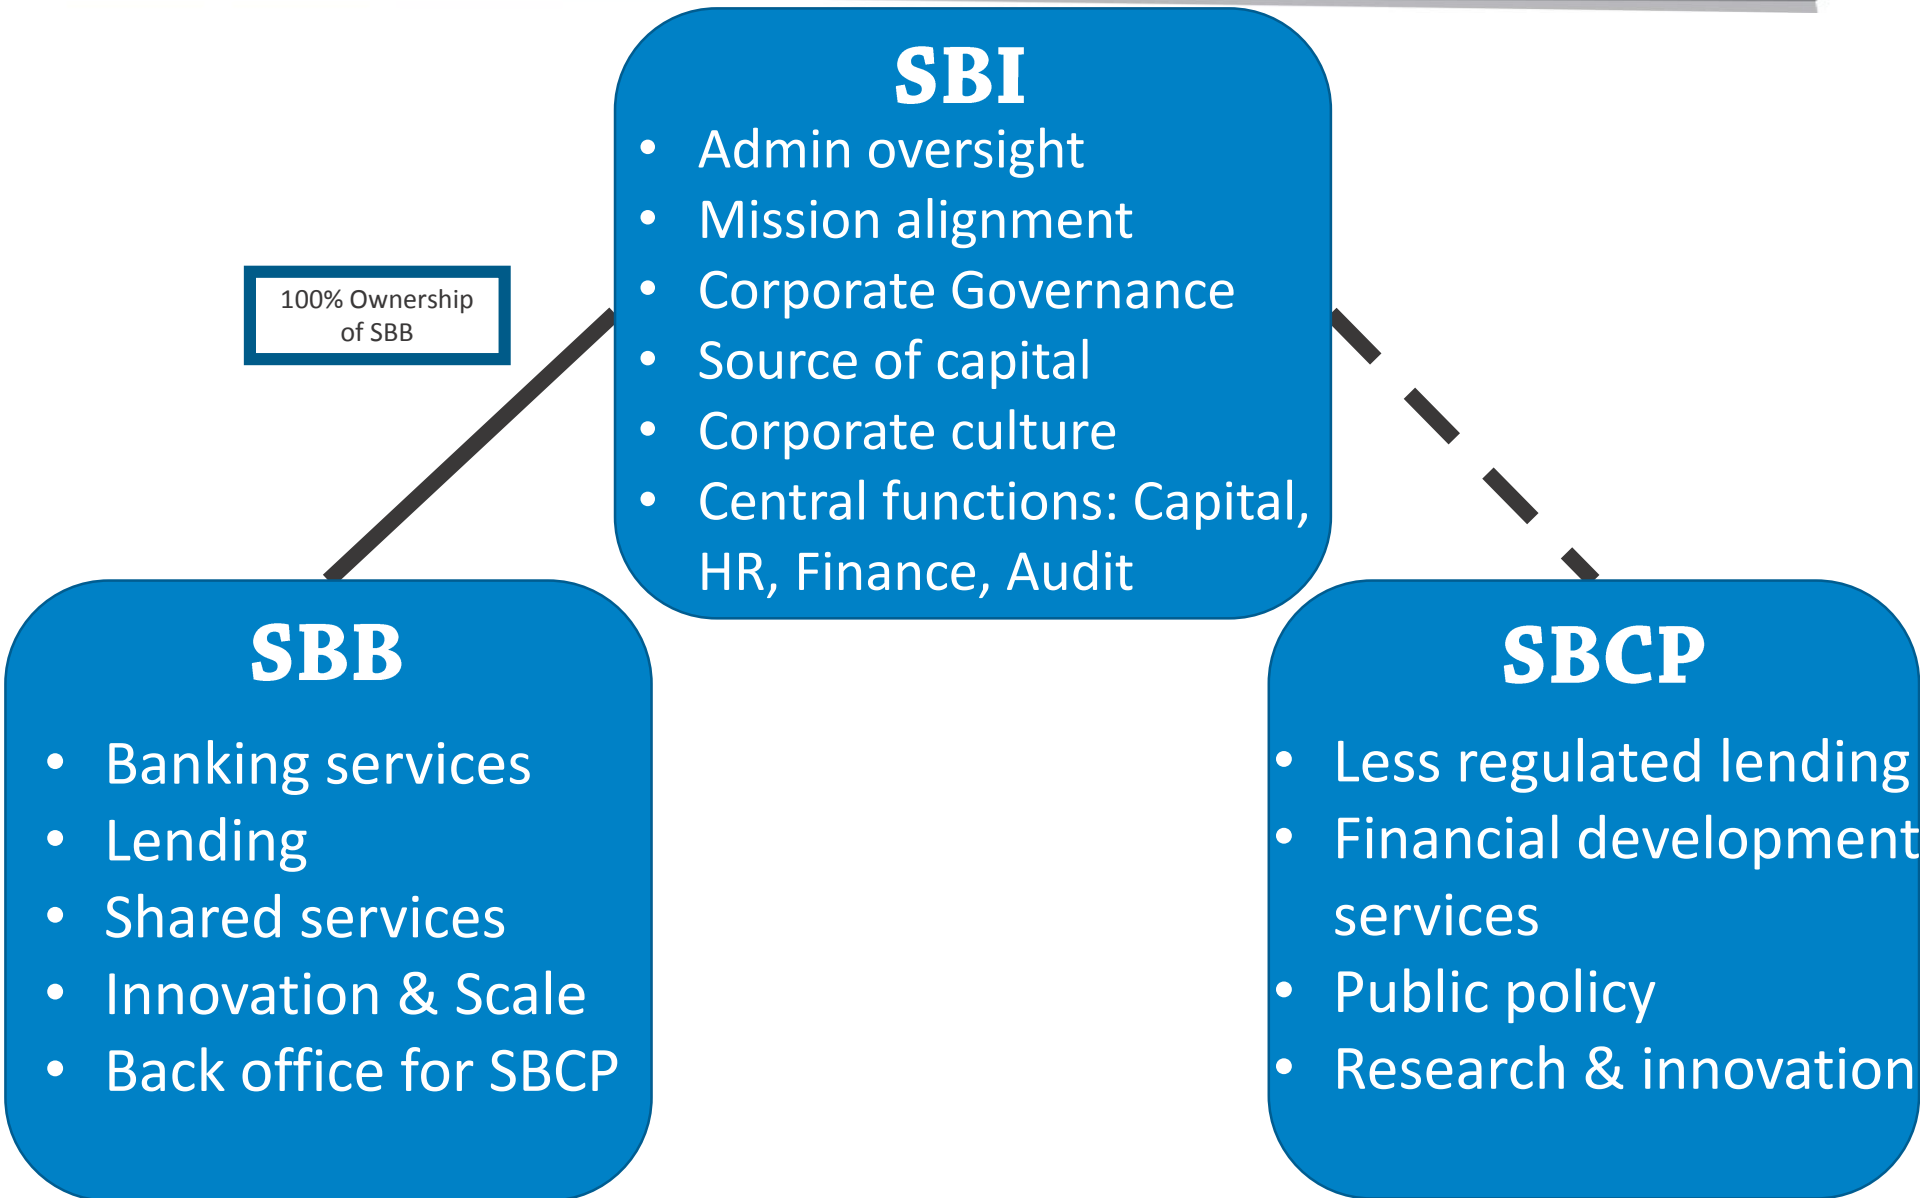 SBI
• Admin oversight
• Mission alignment
• Corporate Governance
• Source of capital
• Corporate culture
• Central functions: Capital,
HR, Finance, Audit
100% Ownership
of SBB
SBB
• Banking services
• Lending
• Shared services
• Innovation & Scale
• Back office for SBCP
SBCP
• Less regulated lending
• Financial development
services
• Public policy
• Research & innovation